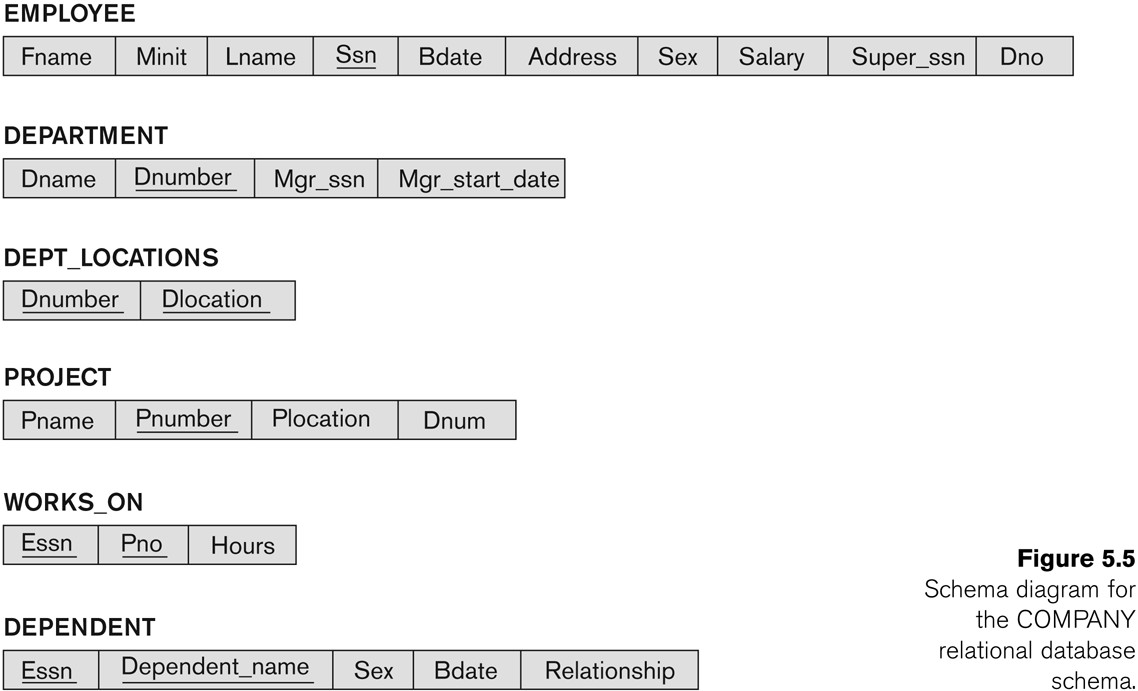 EMPLOYEE
Fname Minit Lname Ssn Bdate Address Sex Salary Super_ssn Dno
DEPARTMENT
Dname Dnumber Mgr_ssn Mgr_start_date
DEPT_LOCATIONS
Dnumber Dlocation
PROJECT
Pname Pnumber Plocation Dnum
WORKS_ON
Essn Pno Hours
DEPENDENT
Essn Dependent_name Sex Bdate Relationship
Figure 5.5
Schema diagram for
the COMPANY
relational database
schema.